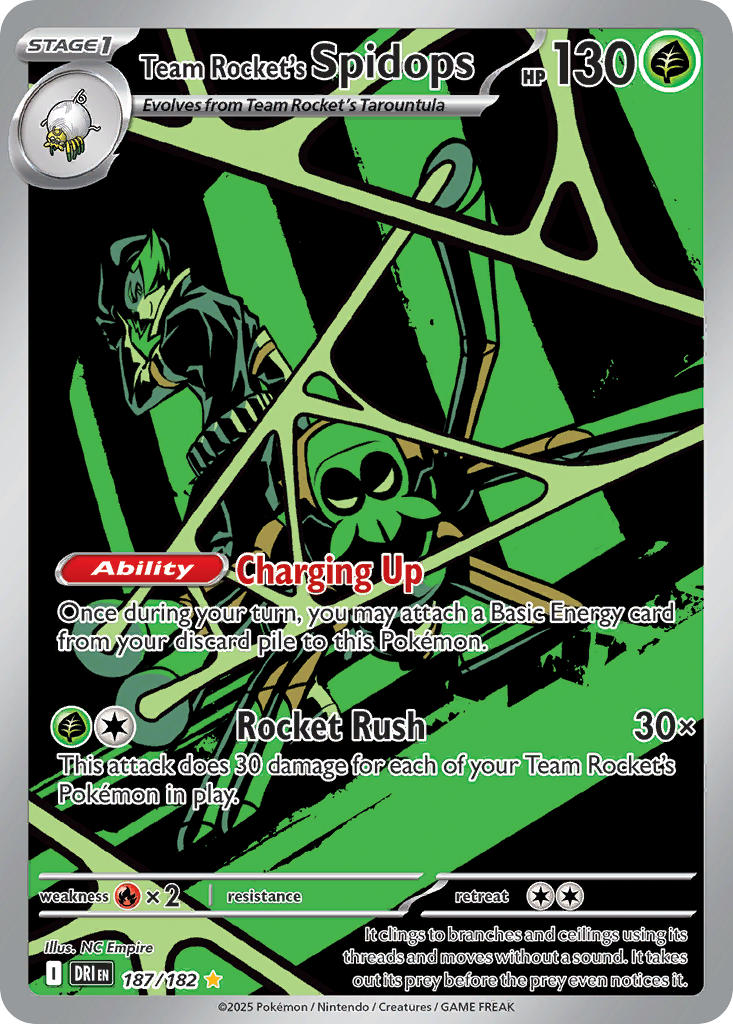 STAGE 1
Team Rocket's Spidops HP 130
Evolves from Team Rocket's Tarountula
Ability Charging Up
Once during your turn, you may attach a Basic Energy card
from your discard pile to this Pokémon.
Rocket Rush 30×
This attack does 30 damage for each of your Team Rocket's
Pokémon in play.
weakness ×2 resistance retreat
Illus. NC Empire
I DRI EN 187/182
It clings to branches and ceilings using its
threads and moves without a sound. It takes
out its prey before the prey even notices it.
©2025 Pokémon / Nintendo / Creatures / GAME FREAK